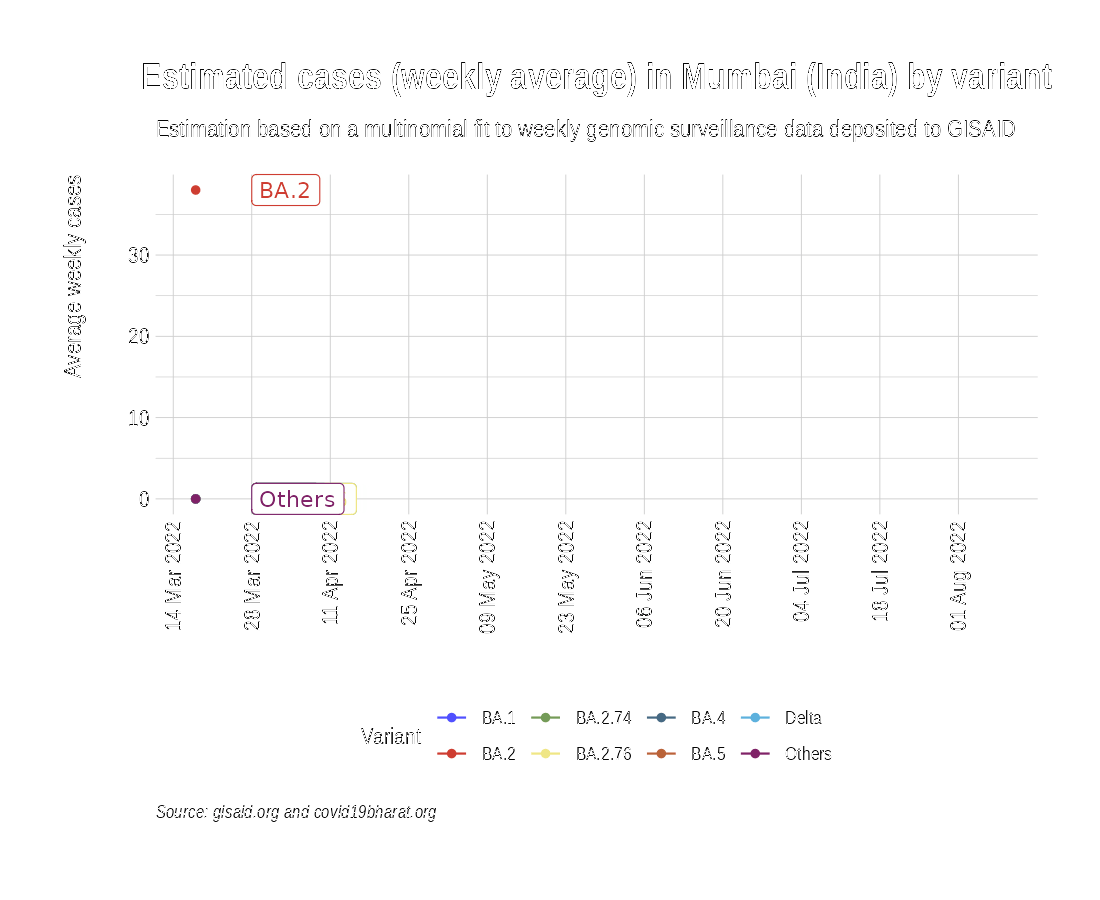 Estimated cases (weekly average) in Mumbai (India) by variant
Estimation based on a multinomial fit to weekly genomic surveillance data deposited to GISAID
Average weekly cases
BA.2
30
20
10
0
Others
14 Mar 2022
28 Mar 2022
11 Apr 2022
25 Apr 2022
09 May 2022
23 May 2022
06 Jun 2022
20 Jun 2022
04 Jul 2022
18 Jul 2022
01 Aug 2022
Variant
BA.1
BA.2.74
BA.4
Delta
BA.2
BA.2.76
BA.5
Others
Source: gisaid.org and covid19bharat.org